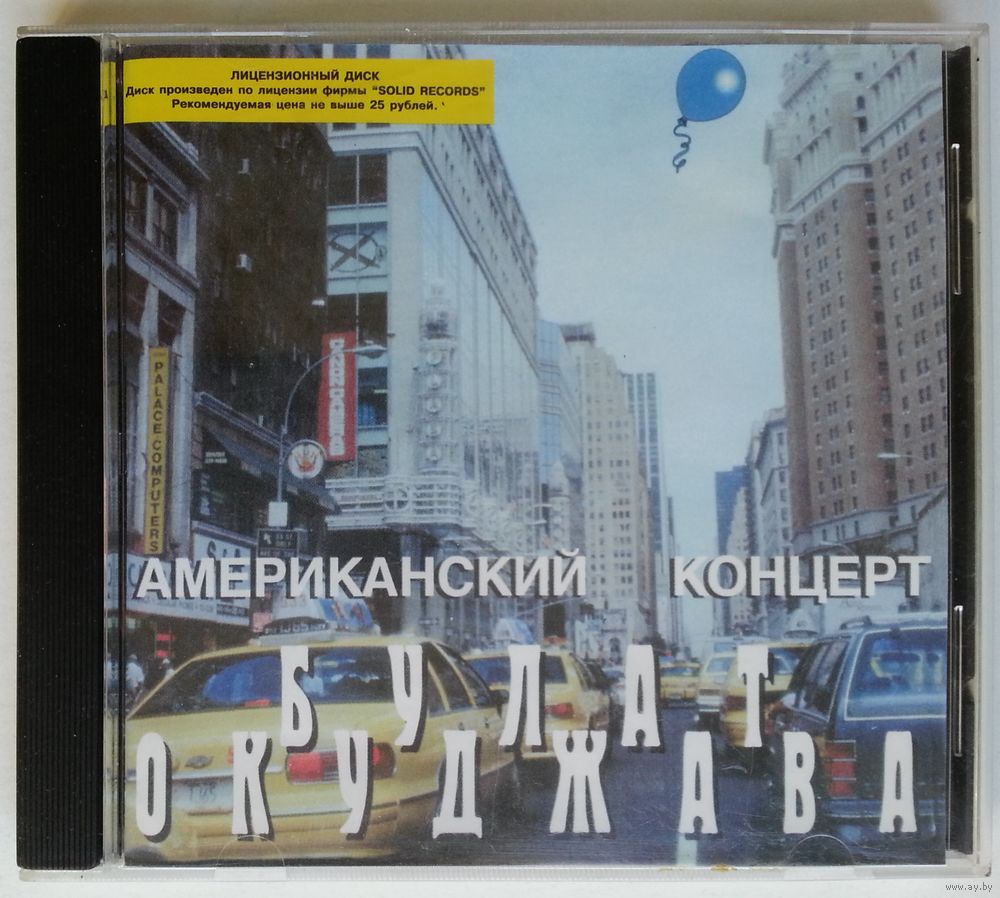 ЛИЦЕНЗИОННЫЙ ДИСК
Диск произведен по лицензии фирмы "SOLID RECORDS"
Рекомендуемая цена не выше 25 рублей.
PALACE COMPUTERS
АМЕРИКАНСКИЙ КОНЦЕРТ
БУЛАТ
ОКУДЖАВА
www.ay.by